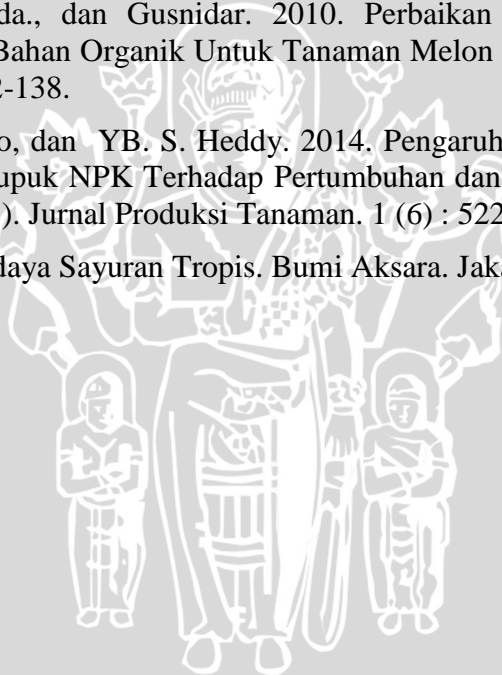 da., dan Gusnidar. 2010. Perbaikan
Bahan Organik Untuk Tanaman Melon
2-138.
o, dan YB. S. Heddy. 2014. Pengaruh
upuk NPK Terhadap Pertumbuhan dan
). Jurnal Produksi Tanaman. 1 (6) : 522
daya Sayuran Tropis. Bumi Aksara. Jaka